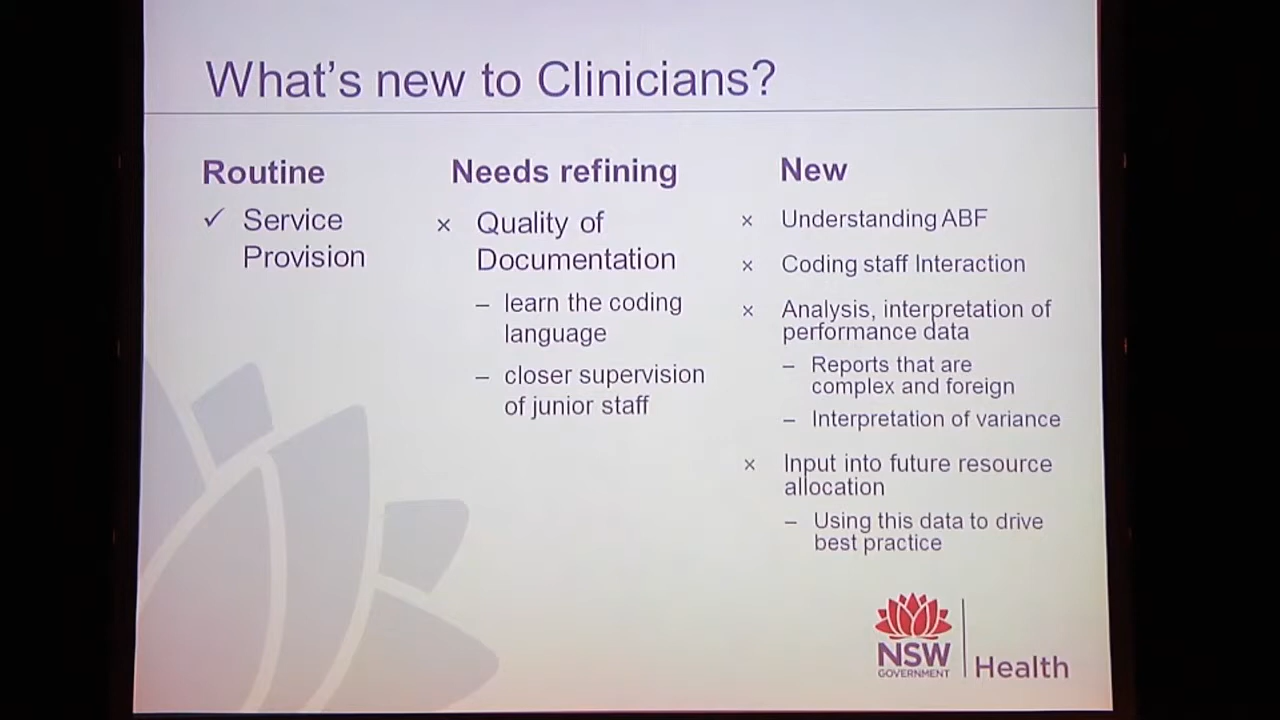 What's new to Clinicians?
Routine
✓ Service
Provision
Needs refining
× Quality of
Documentation
– learn the coding
language
– closer supervision
of junior staff
New
× Understanding ABF
× Coding staff Interaction
× Analysis, interpretation of
performance data
– Reports that are
complex and foreign
– Interpretation of variance
× Input into future resource
allocation
– Using this data to drive
best practice
NSW
GOVERNMENT
Health